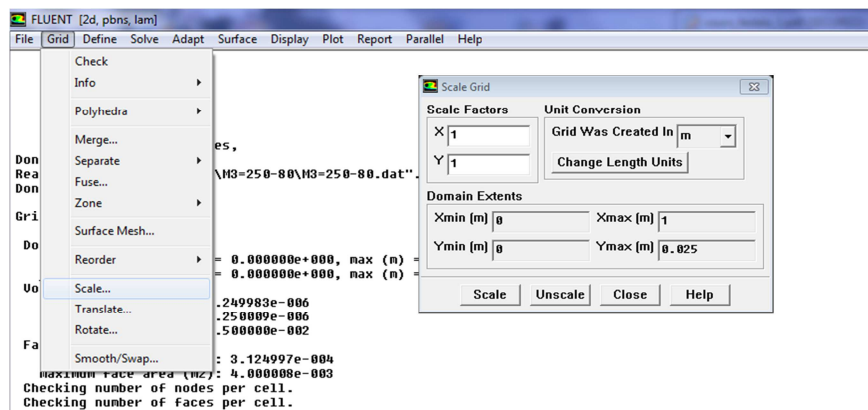 FLUENT [2d, pbns, lam]
File Grid Define Solve Adapt Surface Display Plot Report Parallel Help
Check
Info
Polyhedra
Merge...
Separate
Fuse...
Zone
Surface Mesh...
Reorder
Scale...
Translate...
Rotate...
Smooth/Swap...
es,
Don
Rea \M3=250-80\M3=250-80.dat".
Don
Gri
Do
= 0.000000e+000, max (m) =
= 0.000000e+000, max (m) =
Vo
.249983e-006
.250009e-006
.500000e-002
Fa
: 3.124997e-004
maximum face area (m2): 4.000008e-003
Checking number of nodes per cell.
Checking number of faces per cell.
Scale Grid
Scale Factors Unit Conversion
X 1 Grid Was Created In m
Y 1 Change Length Units
Domain Extents
Xmin (m) 0 Xmax (m) 1
Ymin (m) 0 Ymax (m) 0.025
Scale Unscale Close Help